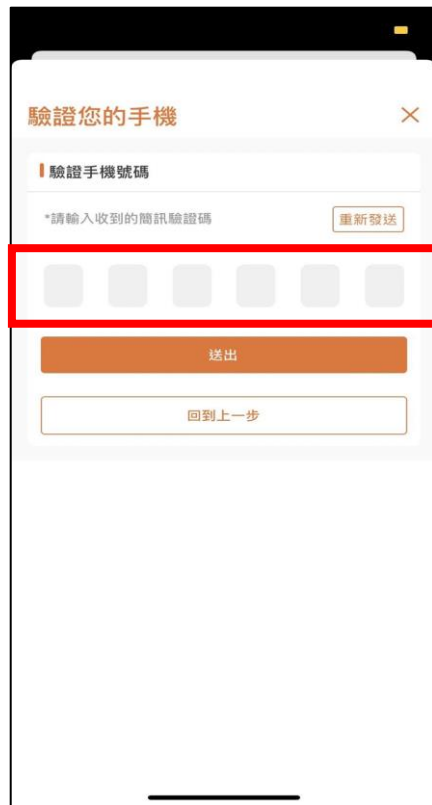 驗證您的手機
驗證手機號碼
*請輸入收到的簡訊驗證碼
重新發送
送出
回到上一步